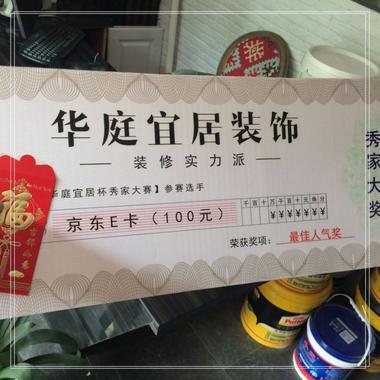 华庭宜居装饰
装修实力派
华庭宜居杯秀家大赛】参赛选手
京东E卡（100元）
千百十万千百十元角分
¥¥¥¥¥¥¥¥¥¥
荣获奖项：最佳人气奖
秀家大奖
福